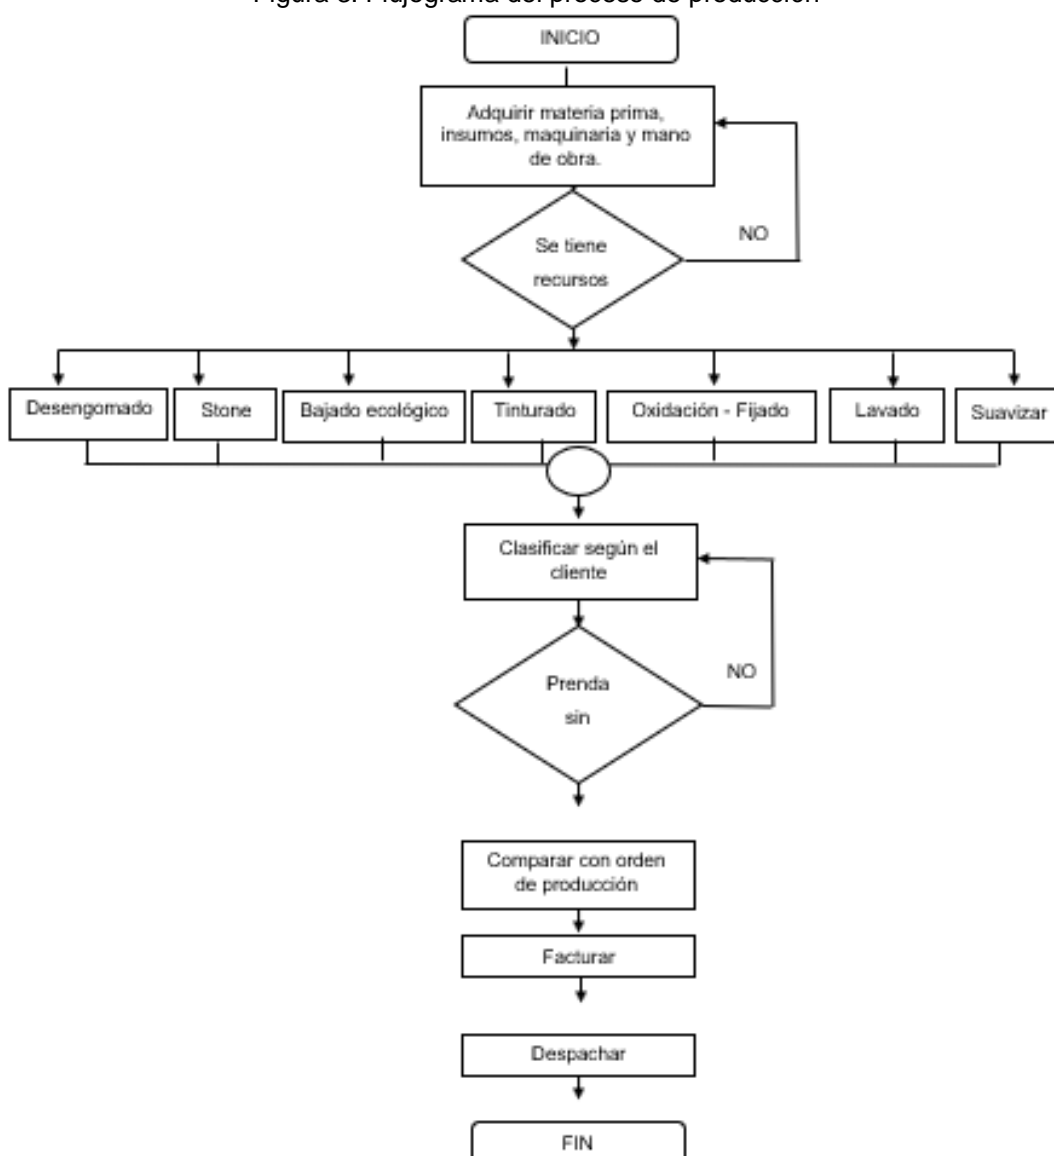 Figura 3. Flujograma del proceso de producción
INICIO
Adquirir materia prima,
insumos, maquinaria y mano
de obra.
NO
Se tiene
recursos
Desengomado
Stone
Bajado ecológico
Tinturado
Oxidación - Fijado
Lavado
Suavizar
Clasificar según el
cliente
NO
Prenda
sin
Comparar con orden
de producción
Facturar
Despachar
FIN